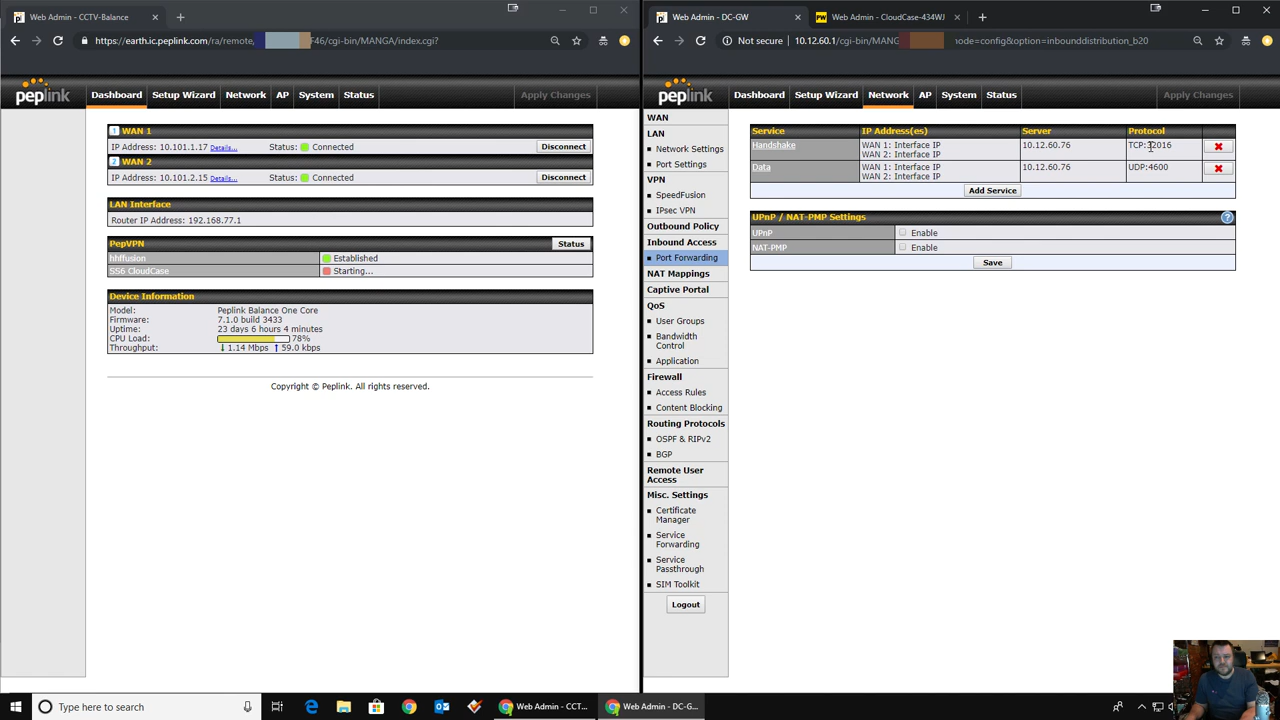 Web Admin - CCTV-Balance
https://earth.ic.peplink.com/ra/remote, F46/cgi-bin/MANGA/index.cgi?
peplink Dashboard Setup Wizard Network AP System Status Apply Changes
1 WAN 1
IP Address: 10.101.1.17 Details... Status: Connected Disconnect
2 WAN 2
IP Address: 10.101.2.15 Details... Status: Connected Disconnect
LAN Interface
Router IP Address: 192.168.77.1
PepVPN Status
hhffusion Established
SS6 CloudCase Starting...
Device Information
Model: Peplink Balance One Core
Firmware: 7.1.0 build 3433
Uptime: 23 days 6 hours 4 minutes
CPU Load: 78%
Throughput: 1.14 Mbps 59.0 kbps
Copyright © Peplink. All rights reserved.
Web Admin - DC-GW
Web Admin - CloudCase-434WJ
Not secure 10.12.60.1/cgi-bin/MANG node=config&option=inbounddistribution_b20
peplink Dashboard Setup Wizard Network AP System Status Apply Changes
WAN
LAN
Network Settings
Port Settings
VPN
SpeedFusion
IPsec VPN
Outbound Policy
Inbound Access
Port Forwarding
NAT Mappings
Captive Portal
QoS
User Groups
Bandwidth
Control
Application
Firewall
Access Rules
Content Blocking
Routing Protocols
OSPF & RIPv2
BGP
Remote User
Access
Misc. Settings
Certificate
Manager
Service
Forwarding
Service
Passthrough
SIM Toolkit
Logout
Service IP Address(es) Server Protocol
Handshake WAN 1: Interface IP 10.12.60.76
WAN 2: Interface IP
Data WAN 1: Interface IP 10.12.60.76 UDP:4600
WAN 2: Interface IP
Add Service
UPnP / NAT-PMP Settings
UPnP Enable
NAT-PMP Enable
Save
Type here to search
Web Admin - CCT...
Web Admin - DC-G...